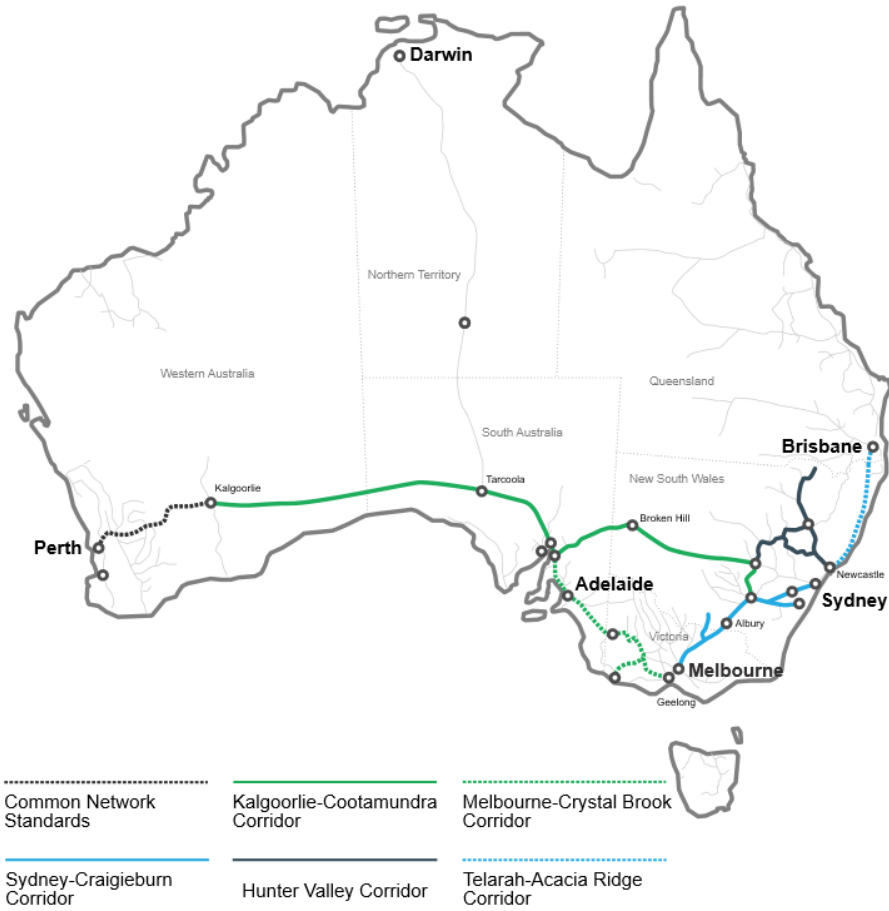 Darwin
Northern Territory
Western Australia
Queensland
South Australia
Brisbane
New South Wales
Tarcoola
Kalgoorlie
Broken Hill
Perth
Newcastle
Adelaide
Sydney
Albury
Victoria
Melbourne
Geelong
Common Network
Standards
Kalgoorlie-Cootamundra
Corridor
Melbourne-Crystal Brook
Corridor
Sydney-Craigieburn
Corridor
Hunter Valley Corridor
Telarah-Acacia Ridge
Corridor